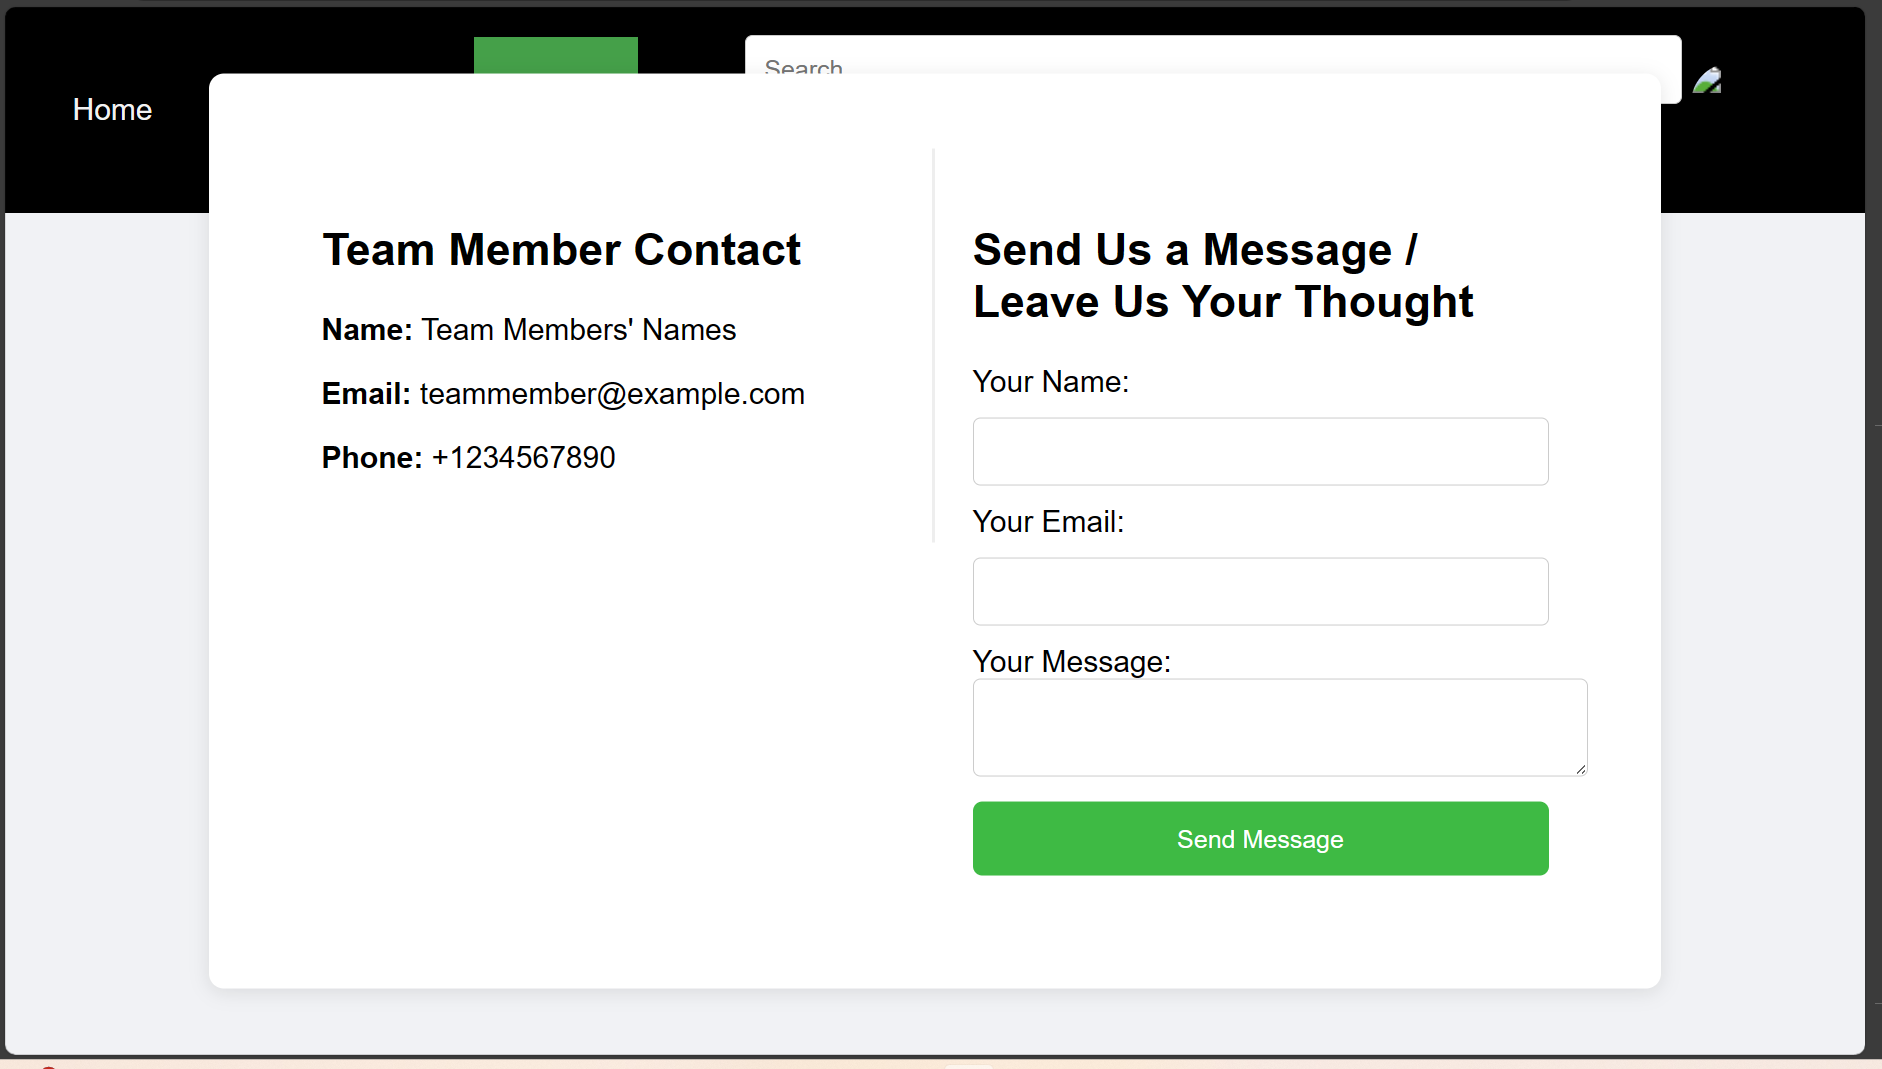 Search
Home
Team Member Contact
Name: Team Members' Names
Email: teammember@example.com
Phone: +1234567890
Send Us a Message /
Leave Us Your Thought
Your Name:
Your Email:
Your Message:
Send Message